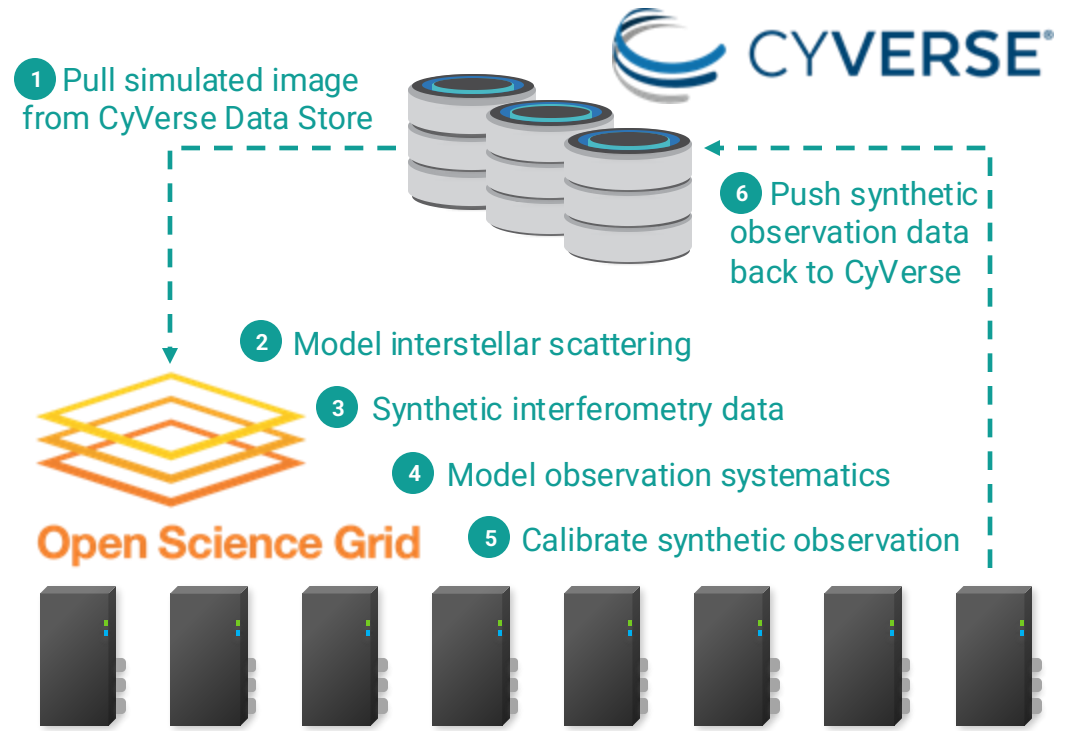 CYVERSE®
1 Pull simulated image
from CyVerse Data Store
6 Push synthetic
observation data
back to CyVerse
2 Model interstellar scattering
3 Synthetic interferometry data
4 Model observation systematics
5 Calibrate synthetic observation
Open Science Grid